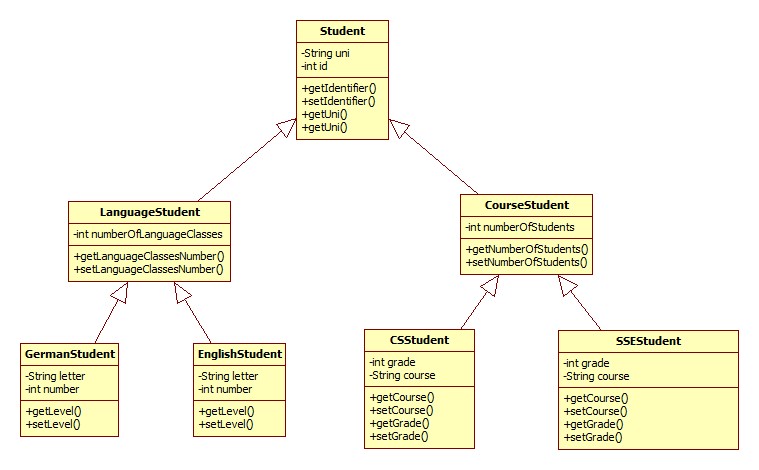 Student
-String uni
-int id
+getIdentifier()
+setIdentifier()
+getUni()
+getUni()
LanguageStudent
-int numberOfLanguageClasses
+getLanguageClassesNumber()
+setLanguageClassesNumber()
CourseStudent
-int numberOfStudents
+getNumberOfStudents()
+setNumberOfStudents()
GermanStudent
-String letter
-int number
+getLevel()
+setLevel()
EnglishStudent
-String letter
-int number
+getLevel()
+setLevel()
CSStudent
-int grade
-String course
+getCourse()
+setCourse()
+getGrade()
+setGrade()
SSEStudent
-int grade
-String course
+getCourse()
+setCourse()
+getGrade()
+setGrade()